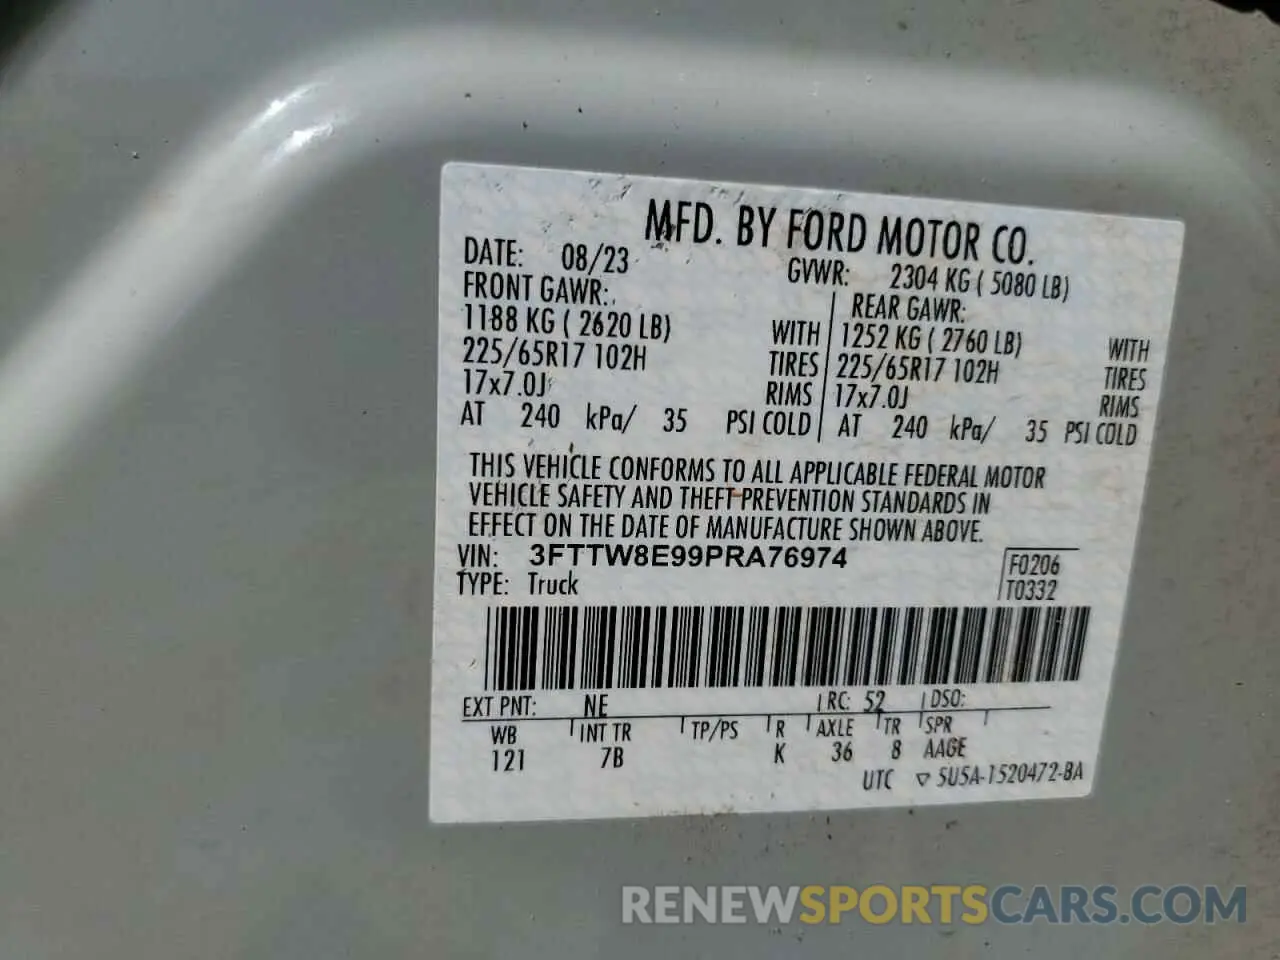 MFD. BY FORD MOTOR CO.
DATE: 08/23 GVWR: 2304 KG ( 5080 LB)
FRONT GAWR: REAR GAWR:
1188 KG ( 2620 LB) WITH 1252 KG ( 2760 LB) WITH
225/65R17 102H TIRES 225/65R17 102H TIRES
17x7.0J RIMS 17x7.0J RIMS
AT 240 kPa/ 35 PSI COLD AT 240 kPa/ 35 PSI COLD
THIS VEHICLE CONFORMS TO ALL APPLICABLE FEDERAL MOTOR
VEHICLE SAFETY AND THEFT PREVENTION STANDARDS IN
EFFECT ON THE DATE OF MANUFACTURE SHOWN ABOVE.
VIN: 3FTTW8E99PRA76974
TYPE: Truck
F0206
T0332
EXT PNT: NE RC: 52 DSO:
WB INT TR TP/PS R AXLE TR SPR
121 7B K 36 8 AAGE
UTC ▽ 5U5A-1520472-BA
RENEWSPORTSCARS.COM